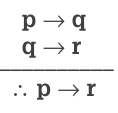 p → q
q → r
∴ p → r